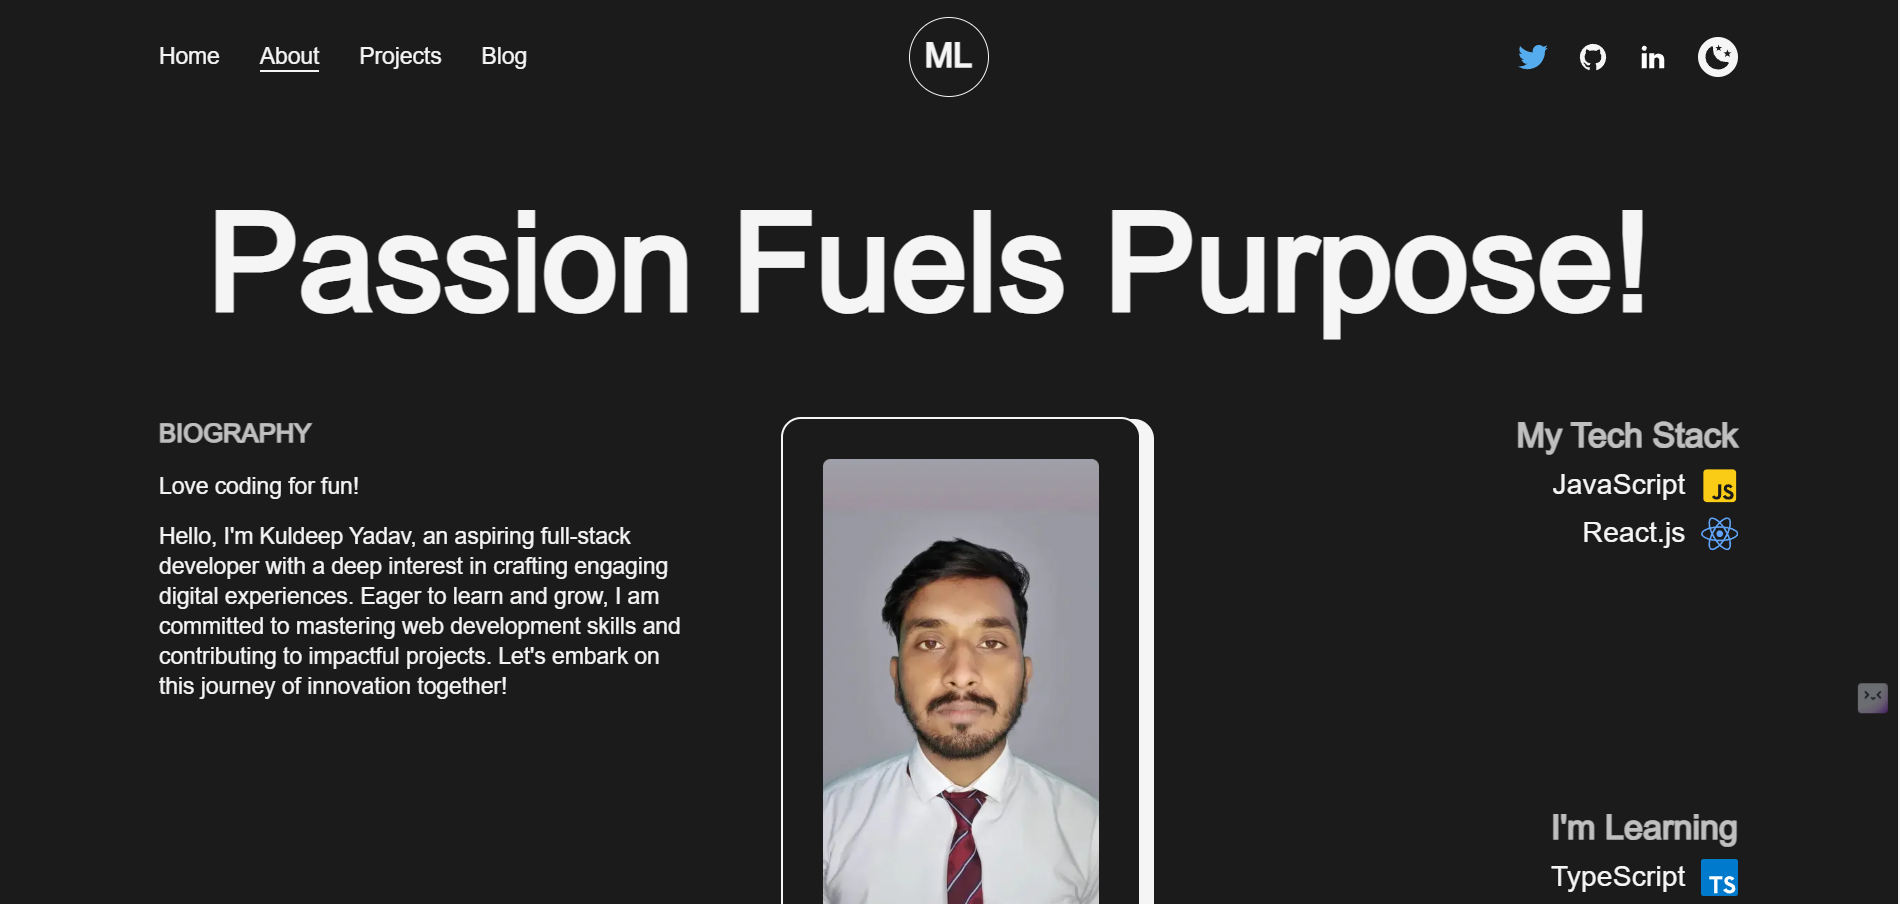 Home About Projects Blog
ML
Passion Fuels Purpose!
BIOGRAPHY
Love coding for fun!
Hello, I'm Kuldeep Yadav, an aspiring full-stack
developer with a deep interest in crafting engaging
digital experiences. Eager to learn and grow, I am
committed to mastering web development skills and
contributing to impactful projects. Let's embark on
this journey of innovation together!
My Tech Stack
JavaScript JS
React.js
I'm Learning
TypeScript TS